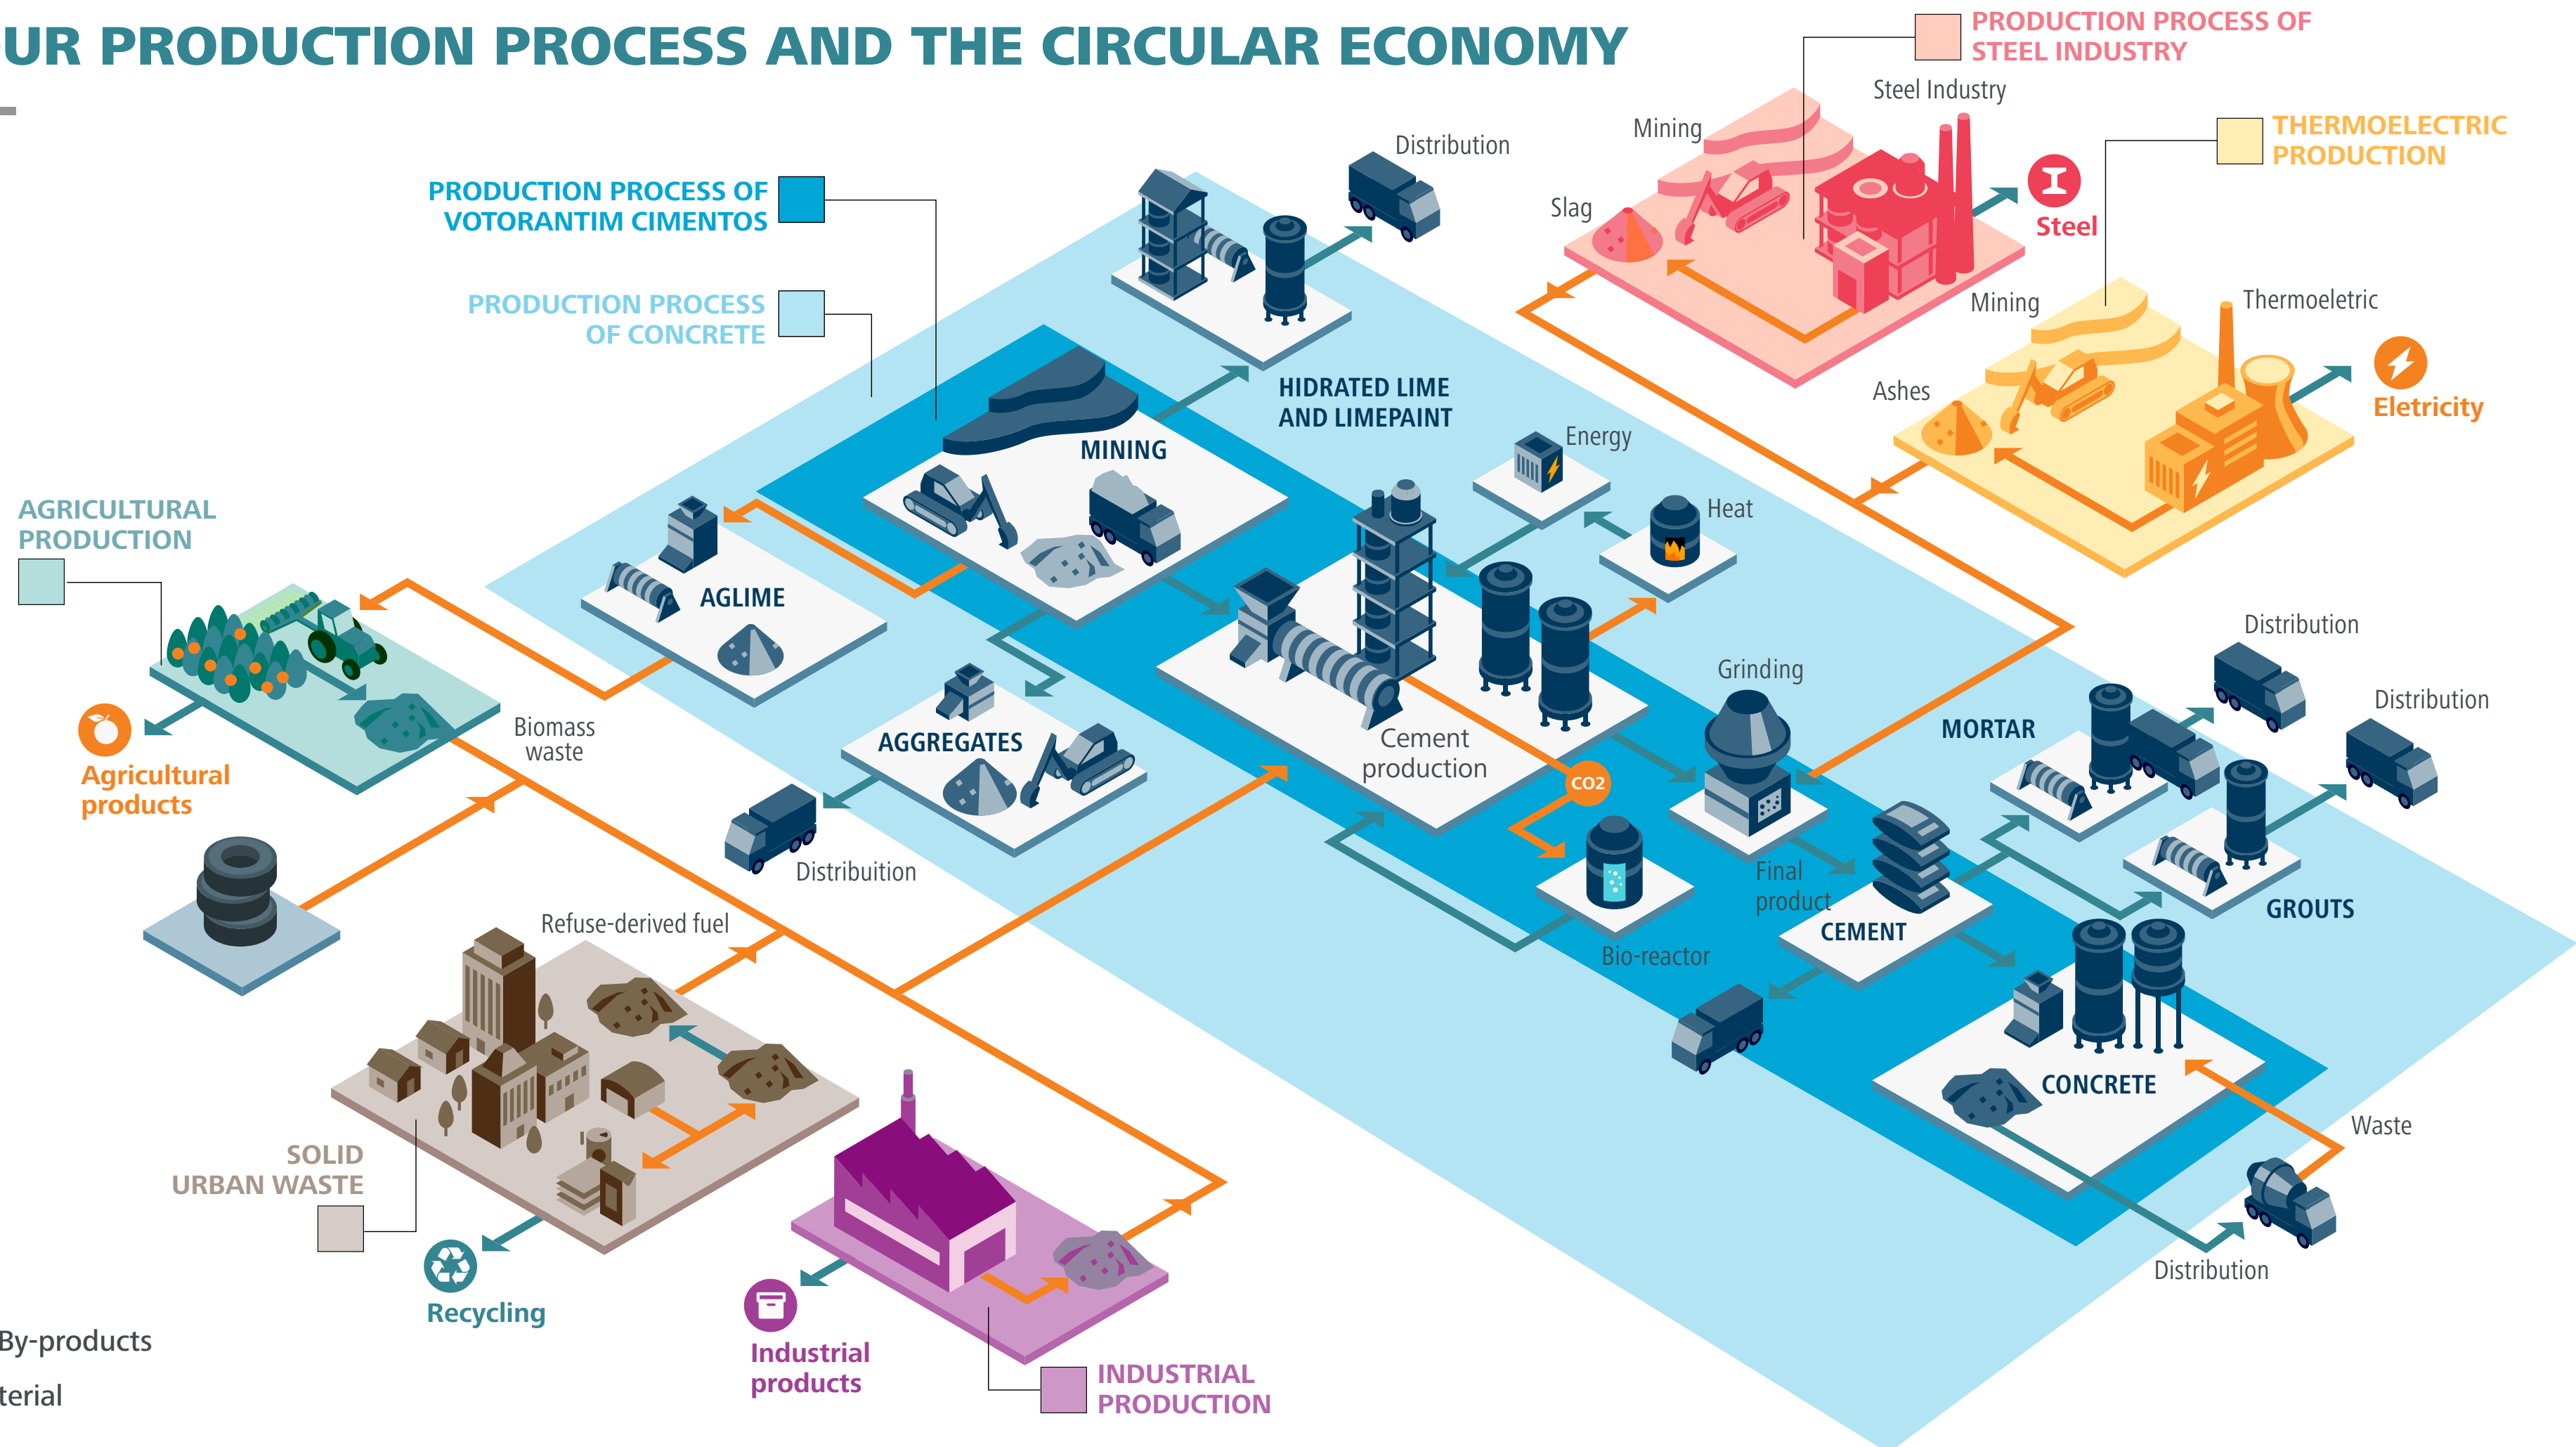 UR PRODUCTION PROCESS AND THE CIRCULAR ECONOMY
PRODUCTION PROCESS OF
STEEL INDUSTRY
Steel Industry
Mining
Slag
Steel
THERMOELECTRIC
PRODUCTION
Mining
Thermoeletric
Ashes
Eletricity
Distribution
PRODUCTION PROCESS OF
VOTORANTIM CIMENTOS
PRODUCTION PROCESS
OF CONCRETE
HIDRATED LIME
AND LIMEPAINT
MINING
Energy
Heat
AGRICULTURAL
PRODUCTION
AGLIME
Distribution
Grinding
Distribution
Biomass
waste
AGGREGATES
Cement
production
MORTAR
Agricultural
products
CO2
Distribuition
Final
product
GROUTS
Refuse-derived fuel
CEMENT
Bio-reactor
CONCRETE
Waste
SOLID
URBAN WASTE
Distribution
Recycling
By-products
Industrial
products
terial
INDUSTRIAL
PRODUCTION